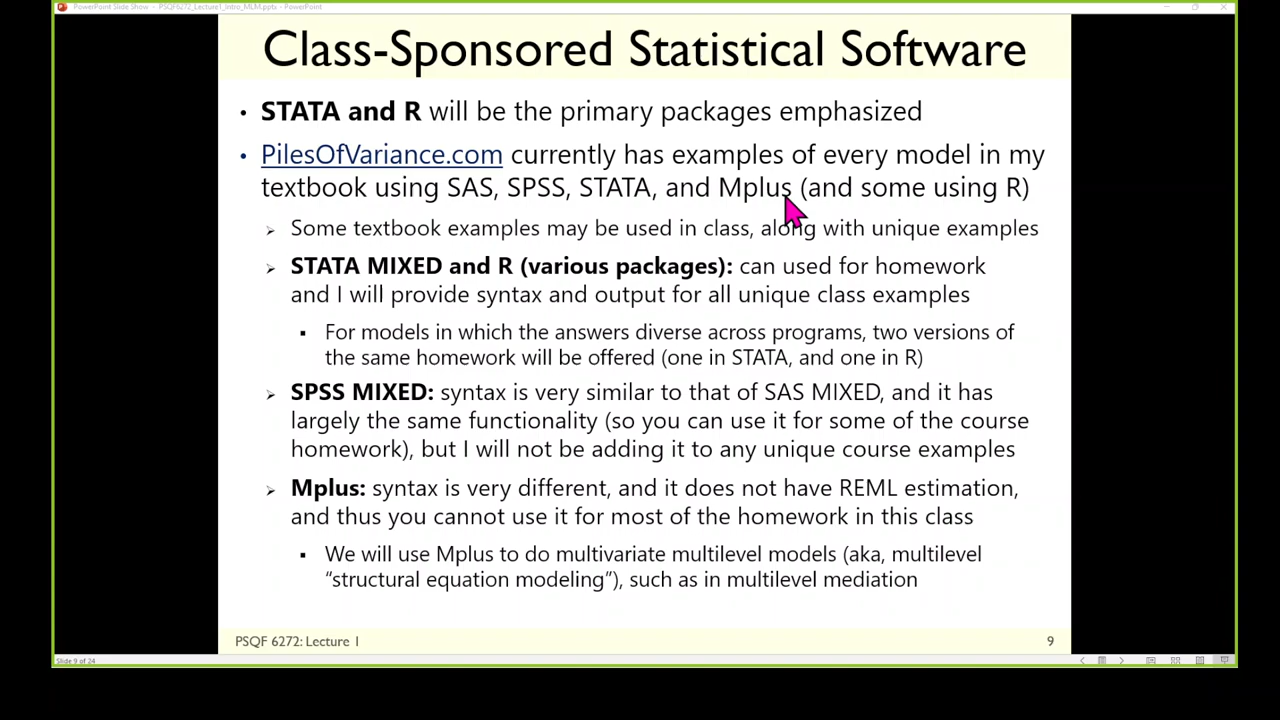 PowerPoint Slide Show - PSQF6272_Lecture1_Intro_MLM.pptx - PowerPoint
Class-Sponsored Statistical Software
• STATA and R will be the primary packages emphasized
• PilesOfVariance.com currently has examples of every model in my
textbook using SAS, SPSS, STATA, and Mplus (and some using R)
➢ Some textbook examples may be used in class, along with unique examples
➢ STATA MIXED and R (various packages): can used for homework
and I will provide syntax and output for all unique class examples
▪ For models in which the answers diverse across programs, two versions of
the same homework will be offered (one in STATA, and one in R)
➢ SPSS MIXED: syntax is very similar to that of SAS MIXED, and it has
largely the same functionality (so you can use it for some of the course
homework), but I will not be adding it to any unique course examples
➢ Mplus: syntax is very different, and it does not have REML estimation,
and thus you cannot use it for most of the homework in this class
▪ We will use Mplus to do multivariate multilevel models (aka, multilevel
“structural equation modeling”), such as in multilevel mediation
PSQF 6272: Lecture 1
9
Slide 9 of 24